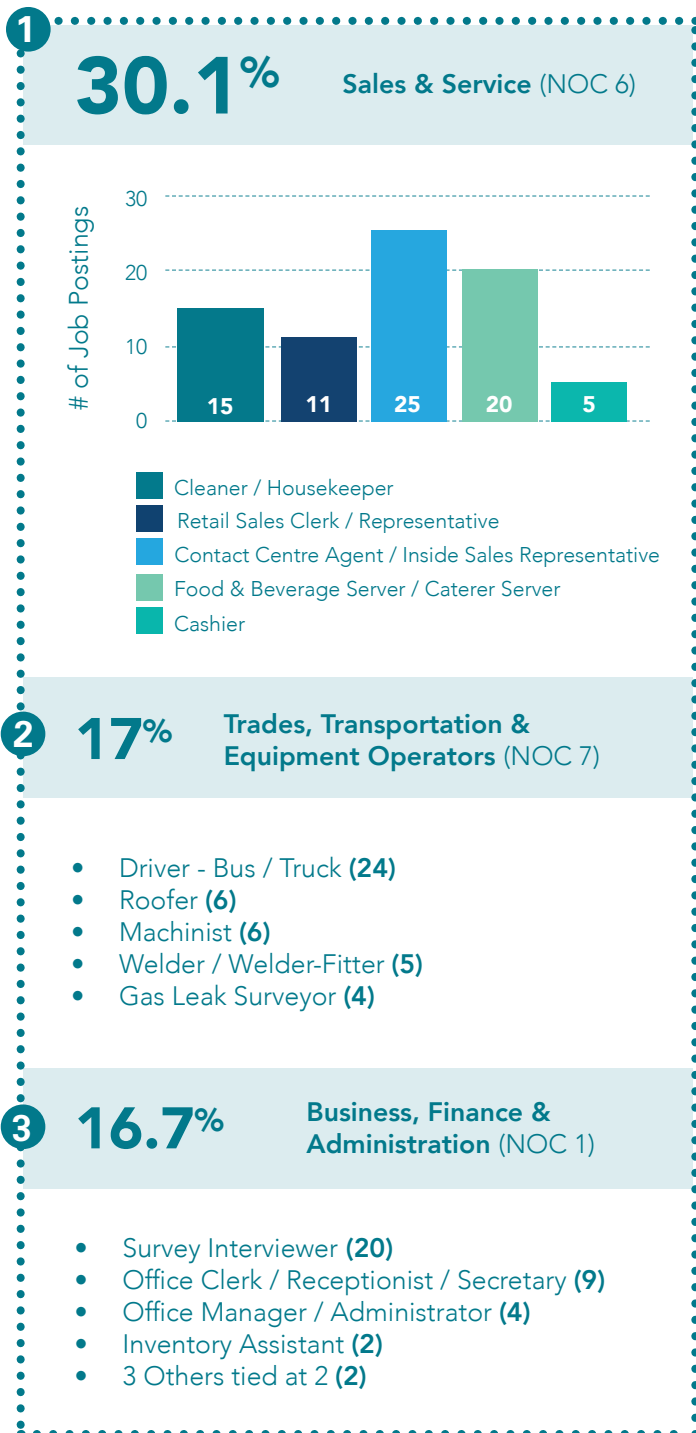 1
30.1% Sales & Service (NOC 6)
# of Job Postings
30
20
10
0
15 11 25 20 5
Cleaner / Housekeeper
Retail Sales Clerk / Representative
Contact Centre Agent / Inside Sales Representative
Food & Beverage Server / Caterer Server
Cashier
2
17% Trades, Transportation &
Equipment Operators (NOC 7)
• Driver - Bus / Truck (24)
• Roofer (6)
• Machinist (6)
• Welder / Welder-Fitter (5)
• Gas Leak Surveyor (4)
3
16.7% Business, Finance &
Administration (NOC 1)
• Survey Interviewer (20)
• Office Clerk / Receptionist / Secretary (9)
• Office Manager / Administrator (4)
• Inventory Assistant (2)
• 3 Others tied at 2 (2)